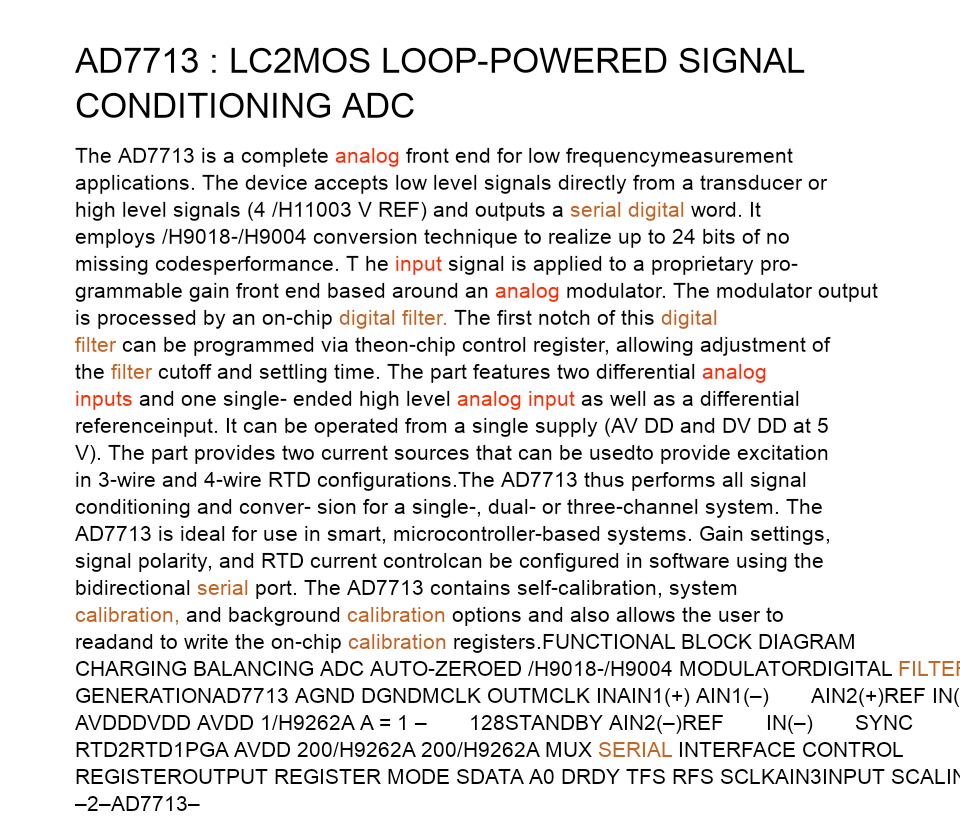 AD7713 : LC2MOS LOOP-POWERED SIGNAL
CONDITIONING ADC
The AD7713 is a complete analog front end for low frequencymeasurement
applications. The device accepts low level signals directly from a transducer or
high level signals (4 /H11003 V REF) and outputs a serial digital word. It
employs /H9018-/H9004 conversion technique to realize up to 24 bits of no
missing codesperformance. T he input signal is applied to a proprietary pro-
grammable gain front end based around an analog modulator. The modulator output
is processed by an on-chip digital filter. The first notch of this digital
filter can be programmed via theon-chip control register, allowing adjustment of
the filter cutoff and settling time. The part features two differential analog
inputs and one single- ended high level analog input as well as a differential
referenceinput. It can be operated from a single supply (AV DD and DV DD at 5
V). The part provides two current sources that can be usedto provide excitation
in 3-wire and 4-wire RTD configurations.The AD7713 thus performs all signal
conditioning and conver- sion for a single-, dual- or three-channel system. The
AD7713 is ideal for use in smart, microcontroller-based systems. Gain settings,
signal polarity, and RTD current controlcan be configured in software using the
bidirectional serial port. The AD7713 contains self-calibration, system
calibration, and background calibration options and also allows the user to
readand to write the on-chip calibration registers.FUNCTIONAL BLOCK DIAGRAM
CHARGING BALANCING ADC AUTO-ZEROED /H9018-/H9004 MODULATORDIGITAL FILTER
GENERATIONAD7713 AGND DGNDMCLK OUTMCLK INAIN1(+) AIN1(–) AIN2(+)REF IN(
AVDDDVDD AVDD 1/H9262A A = 1 – 128STANDBY AIN2(–)REF IN(–) SYNC
RTD2RTD1PGA AVDD 200/H9262A 200/H9262A MUX SERIAL INTERFACE CONTROL
REGISTEROUTPUT REGISTER MODE SDATA A0 DRDY TFS RFS SCLKAIN3INPUT SCALIN
–2–AD7713–